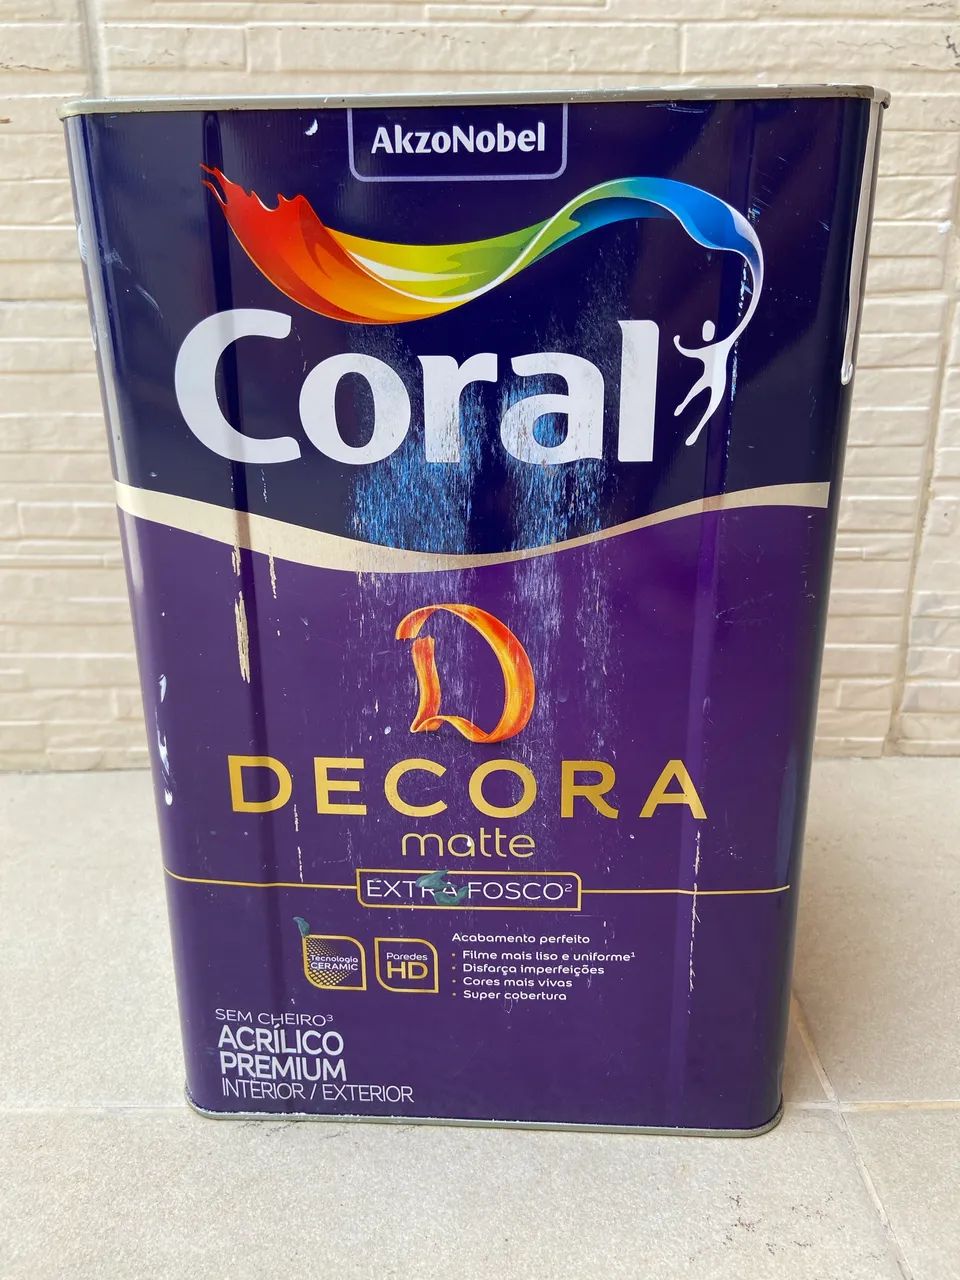 AkzoNobel
Coral
DECORA
matte
EXTRA FOSCO²
Tecnologia
CERAMIC
Paredes
HD
Acabamento perfeito
• Filme mais liso e uniforme¹
• Disfarça imperfeições
• Cores mais vivas
• Super cobertura
SEM CHEIRO³
ACRÍLICO
PREMIUM
INTERIOR / EXTERIOR